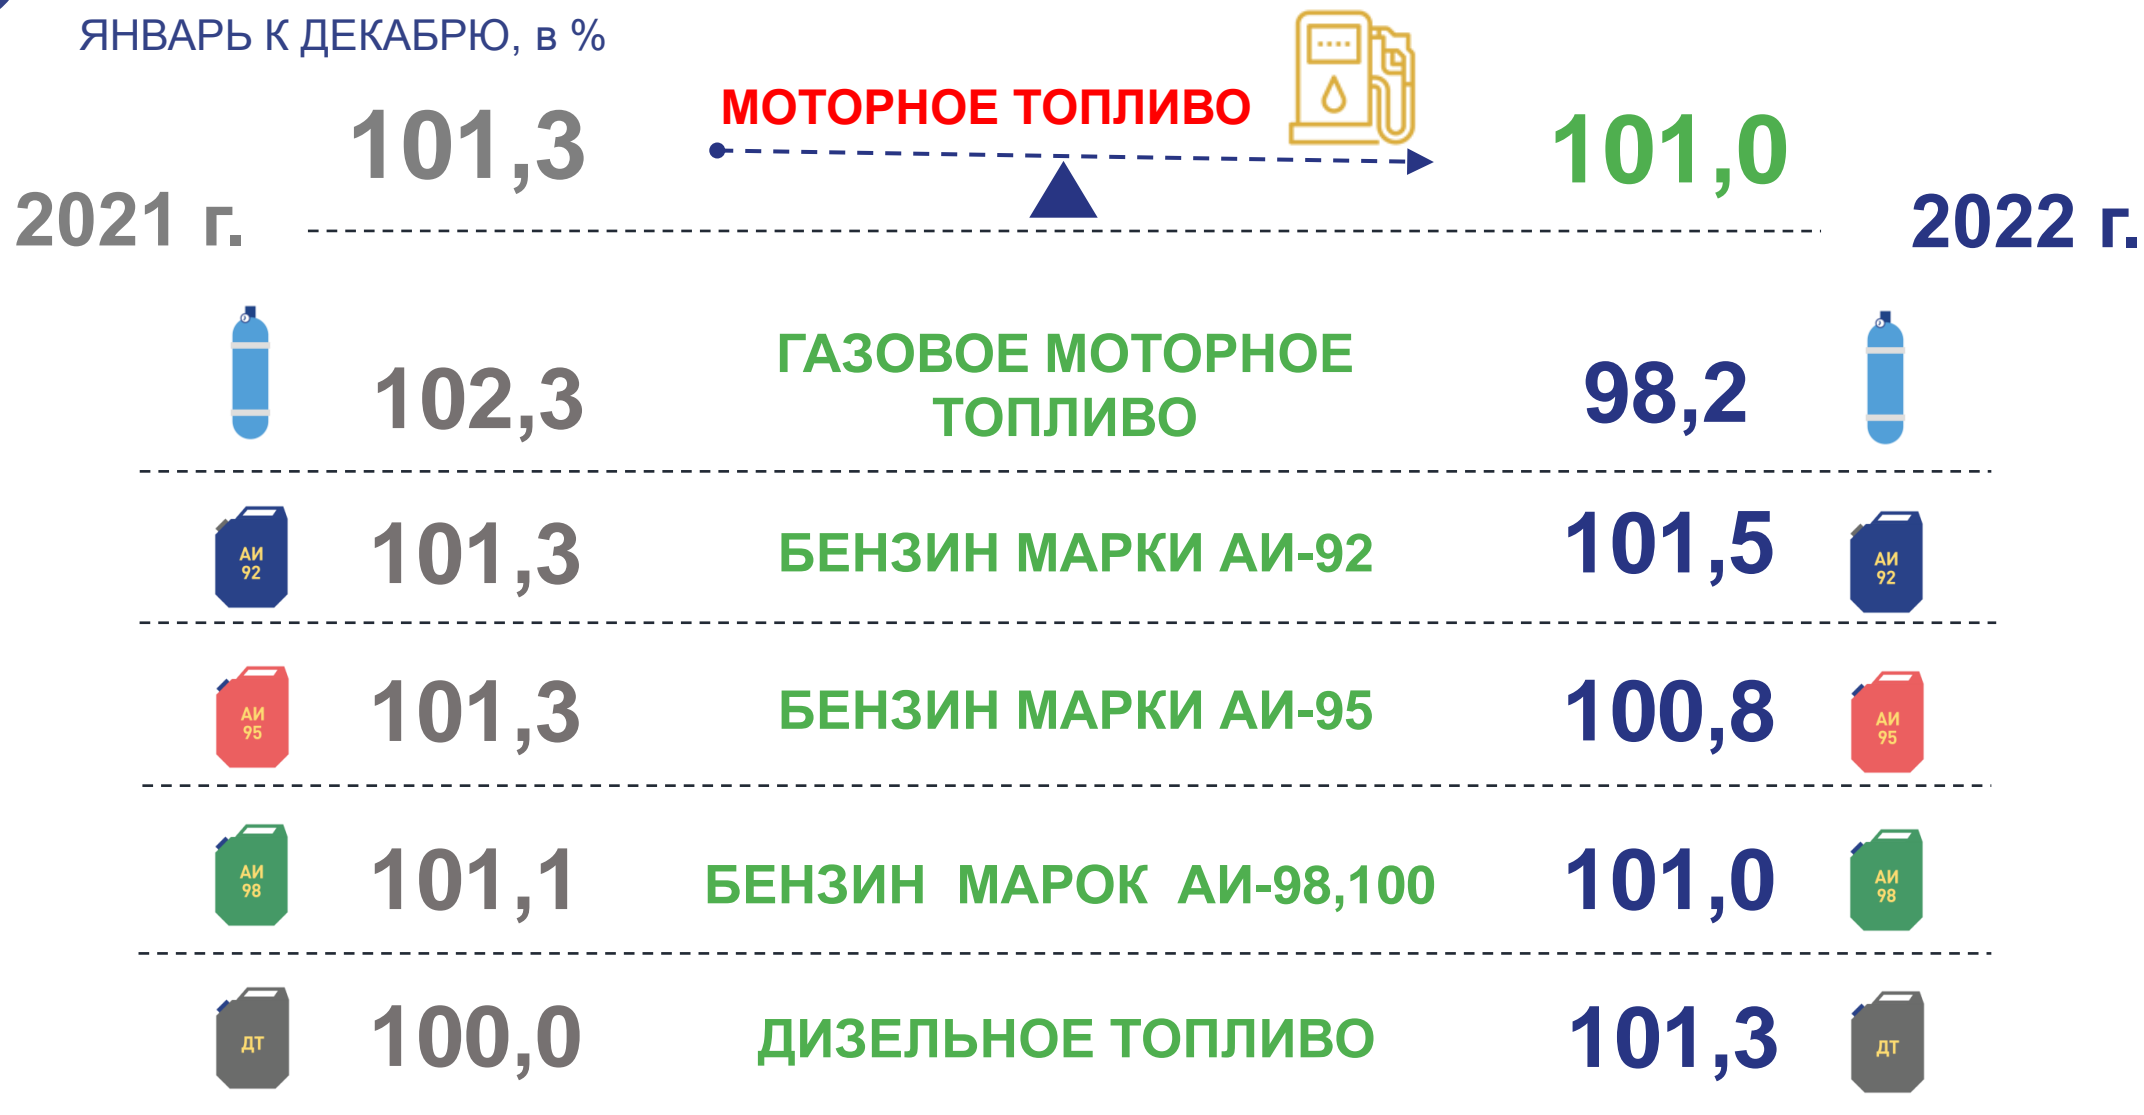 ЯНВАРЬ К ДЕКАБРЮ, в %
МОТОРНОЕ ТОПЛИВО
101,3
101,0
2021 г.
2022 г.
ГАЗОВОЕ МОТОРНОЕ
ТОПЛИВО
102,3
98,2
АИ
92
101,3
БЕНЗИН МАРКИ АИ-92
101,5
АИ
92
АИ
95
101,3
БЕНЗИН МАРКИ АИ-95
100,8
АИ
95
АИ
98
101,1
БЕНЗИН МАРОК АИ-98,100
101,0
АИ
98
ДТ
100,0
ДИЗЕЛЬНОЕ ТОПЛИВО
101,3
ДТ